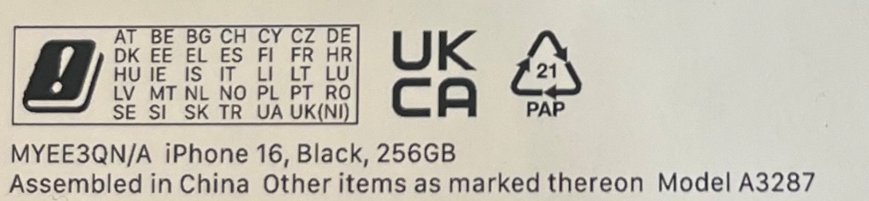 AT BE BG CH CY CZ DE
DK EE EL ES FI FR HR
HU IE IS IT LI LT LU
LV MT NL NO PL PT RO
SE SI SK TR UA UK(NI)
UK
CA
21
PAP
MYEE3QN/A iPhone 16, Black, 256GB
Assembled in China Other items as marked thereon Model A3287